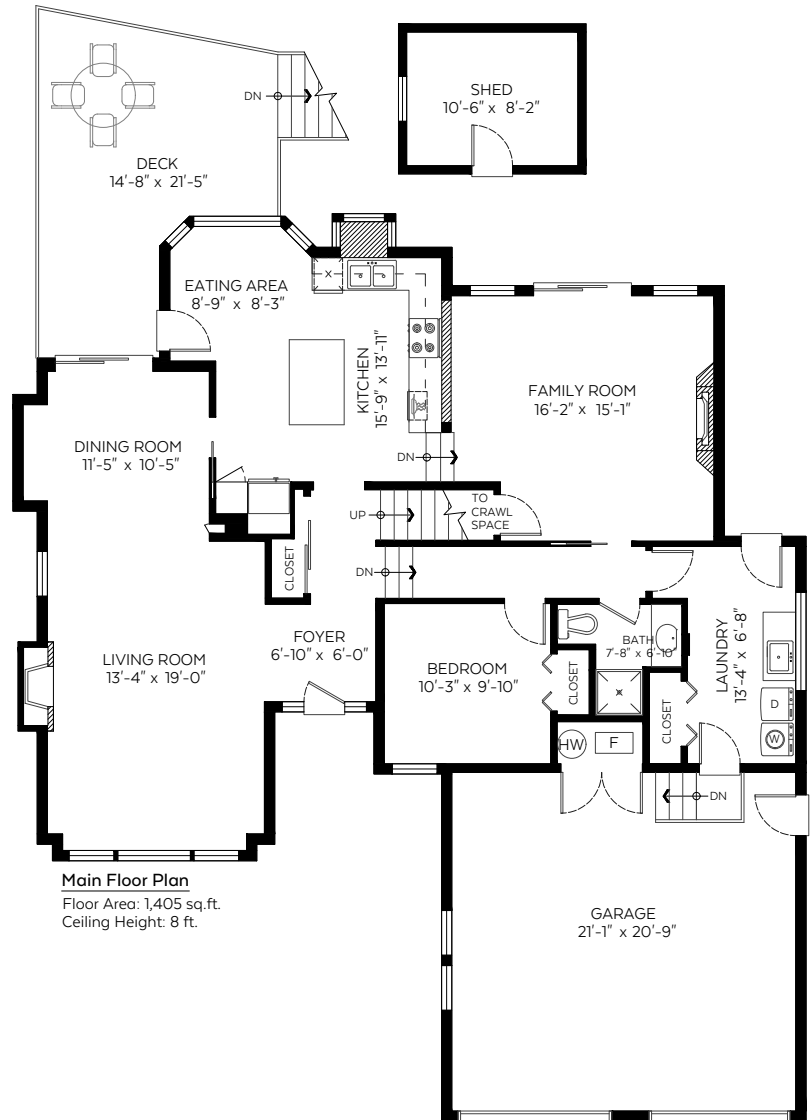 SHED
10'-6" x 8'-2"
DN
DECK
14'-8" x 21'-5"
EATING AREA
8'-9" x 8'-3"
x
KITCHEN
15'-9" x 13'-11"
FAMILY ROOM
16'-2" x 15'-1"
DINING ROOM
11'-5" x 10'-5"
DN
UP
TO
CRAWL
SPACE
CLOSET
DN
FOYER
6'-10" x 6'-0"
LIVING ROOM
13'-4" x 19'-0"
BEDROOM
10'-3" x 9'-10"
BATH
7'-8" x 6'-10"
LAUNDRY
13'-4" x 6'-8"
CLOSET
CLOSET
D
W
HW
F
DN
Main Floor Plan
Floor Area: 1,405 sq.ft.
Ceiling Height: 8 ft.
GARAGE
21'-1" x 20'-9"